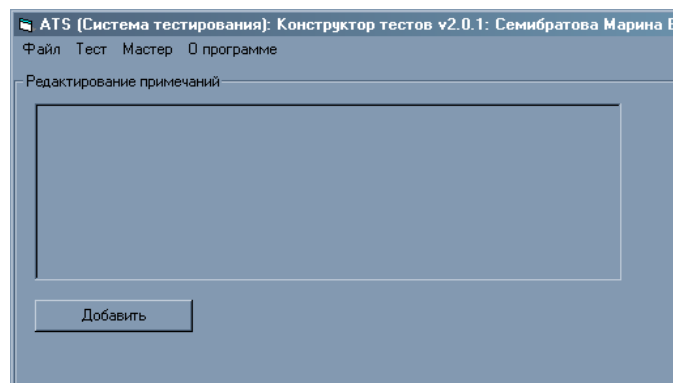 ATS (Система тестирования): Конструктор тестов v2.0.1: Семибратова Марина
Файл Тест Мастер О программе
Редактирование примечаний
Добавить